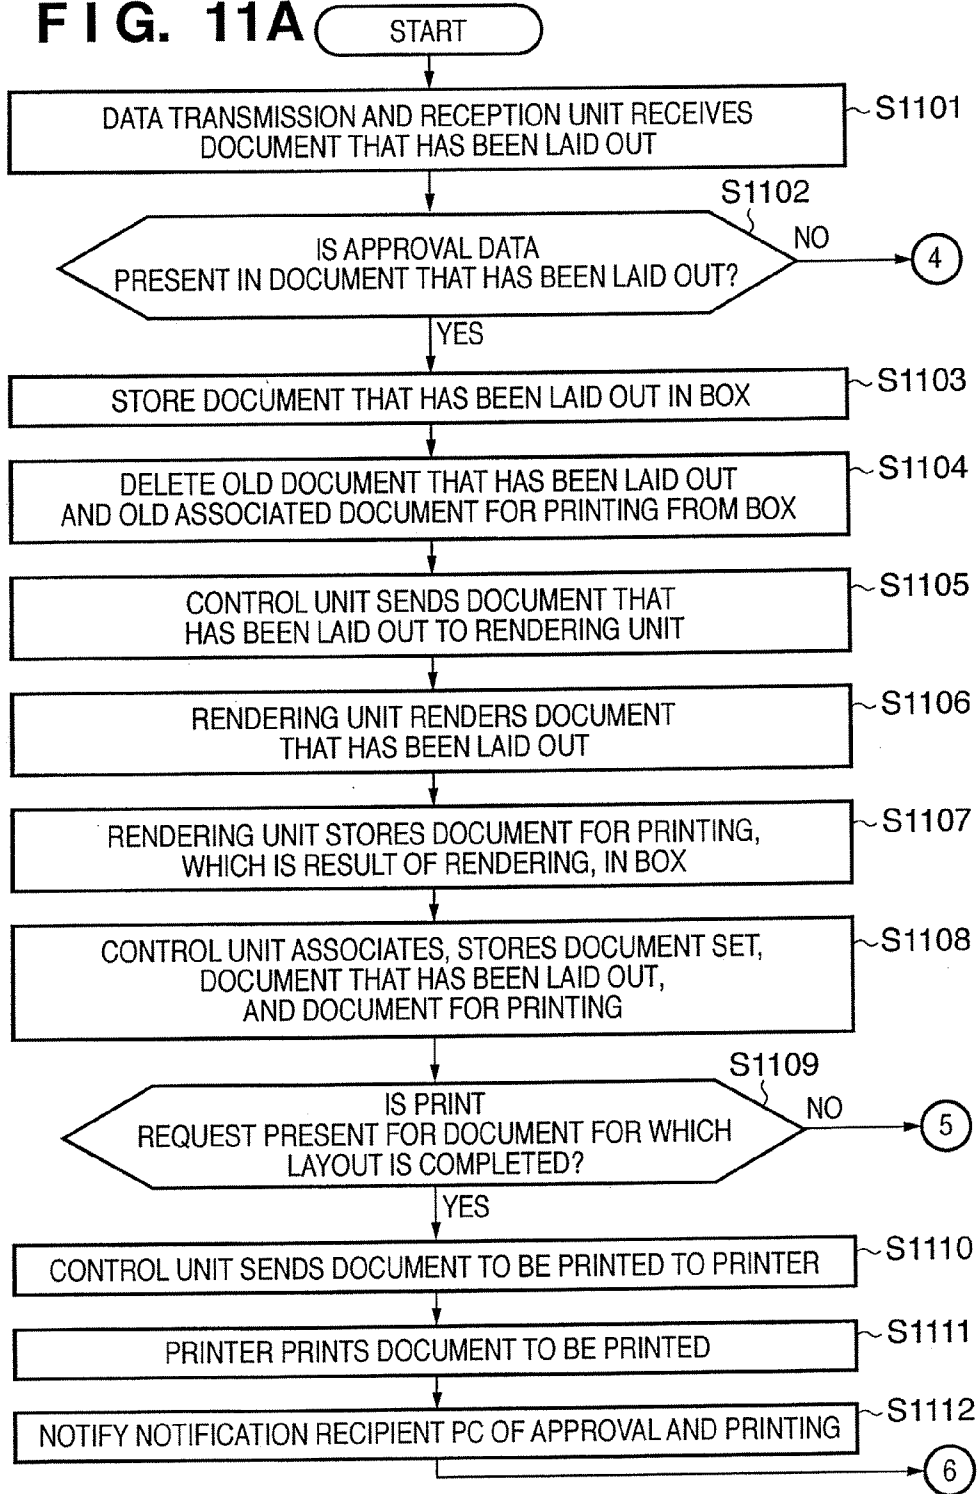 FIG. 11A
START
DATA TRANSMISSION AND RECEPTION UNIT RECEIVES
DOCUMENT THAT HAS BEEN LAID OUT
S1101
S1102
IS APPROVAL DATA
PRESENT IN DOCUMENT THAT HAS BEEN LAID OUT?
NO
4
YES
STORE DOCUMENT THAT HAS BEEN LAID OUT IN BOX
S1103
DELETE OLD DOCUMENT THAT HAS BEEN LAID OUT
AND OLD ASSOCIATED DOCUMENT FOR PRINTING FROM BOX
S1104
CONTROL UNIT SENDS DOCUMENT THAT
HAS BEEN LAID OUT TO RENDERING UNIT
S1105
RENDERING UNIT RENDERS DOCUMENT
THAT HAS BEEN LAID OUT
S1106
RENDERING UNIT STORES DOCUMENT FOR PRINTING,
WHICH IS RESULT OF RENDERING, IN BOX
S1107
CONTROL UNIT ASSOCIATES, STORES DOCUMENT SET,
DOCUMENT THAT HAS BEEN LAID OUT,
AND DOCUMENT FOR PRINTING
S1108
S1109
IS PRINT
REQUEST PRESENT FOR DOCUMENT FOR WHICH
LAYOUT IS COMPLETED?
NO
5
YES
CONTROL UNIT SENDS DOCUMENT TO BE PRINTED TO PRINTER
S1110
PRINTER PRINTS DOCUMENT TO BE PRINTED
S1111
NOTIFY NOTIFICATION RECIPIENT PC OF APPROVAL AND PRINTING
S1112
6